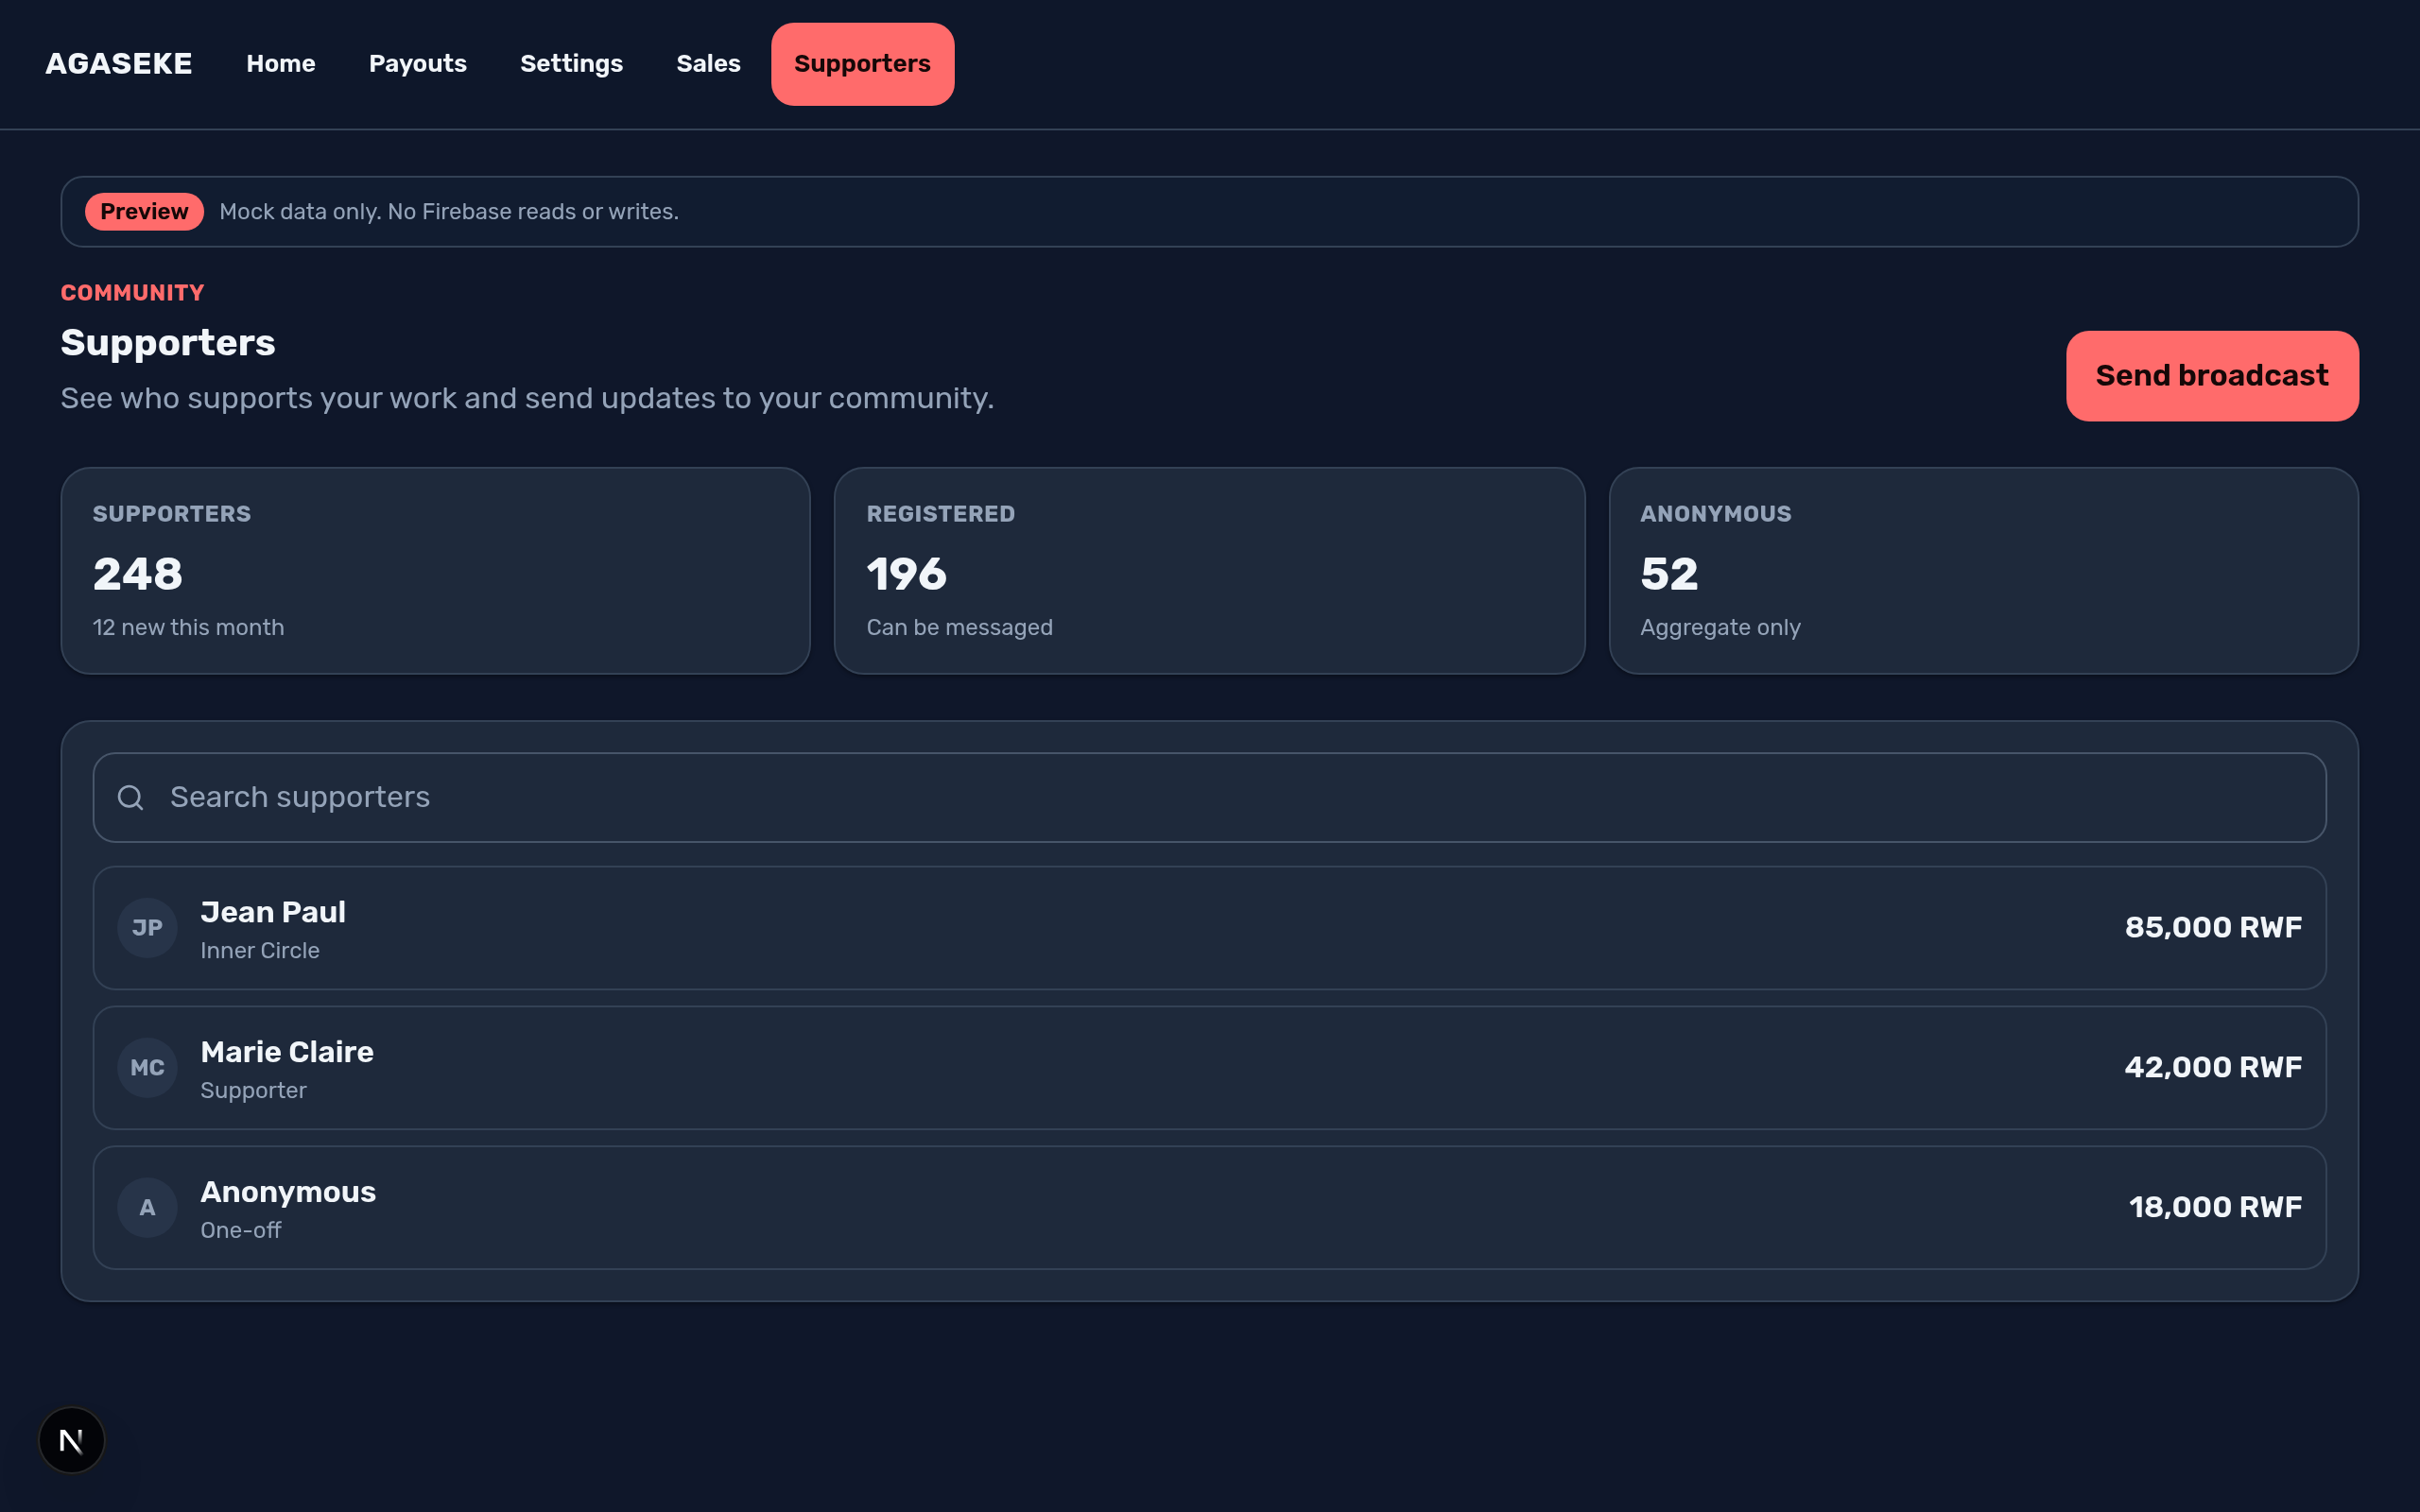 AGASEKE Home Payouts Settings Sales Supporters
Preview Mock data only. No Firebase reads or writes.
COMMUNITY
Supporters
See who supports your work and send updates to your community.
Send broadcast
SUPPORTERS
248
12 new this month
REGISTERED
196
Can be messaged
ANONYMOUS
52
Aggregate only
Search supporters
JP Jean Paul
Inner Circle
85,000 RWF
MC Marie Claire
Supporter
42,000 RWF
A Anonymous
One-off
18,000 RWF
N